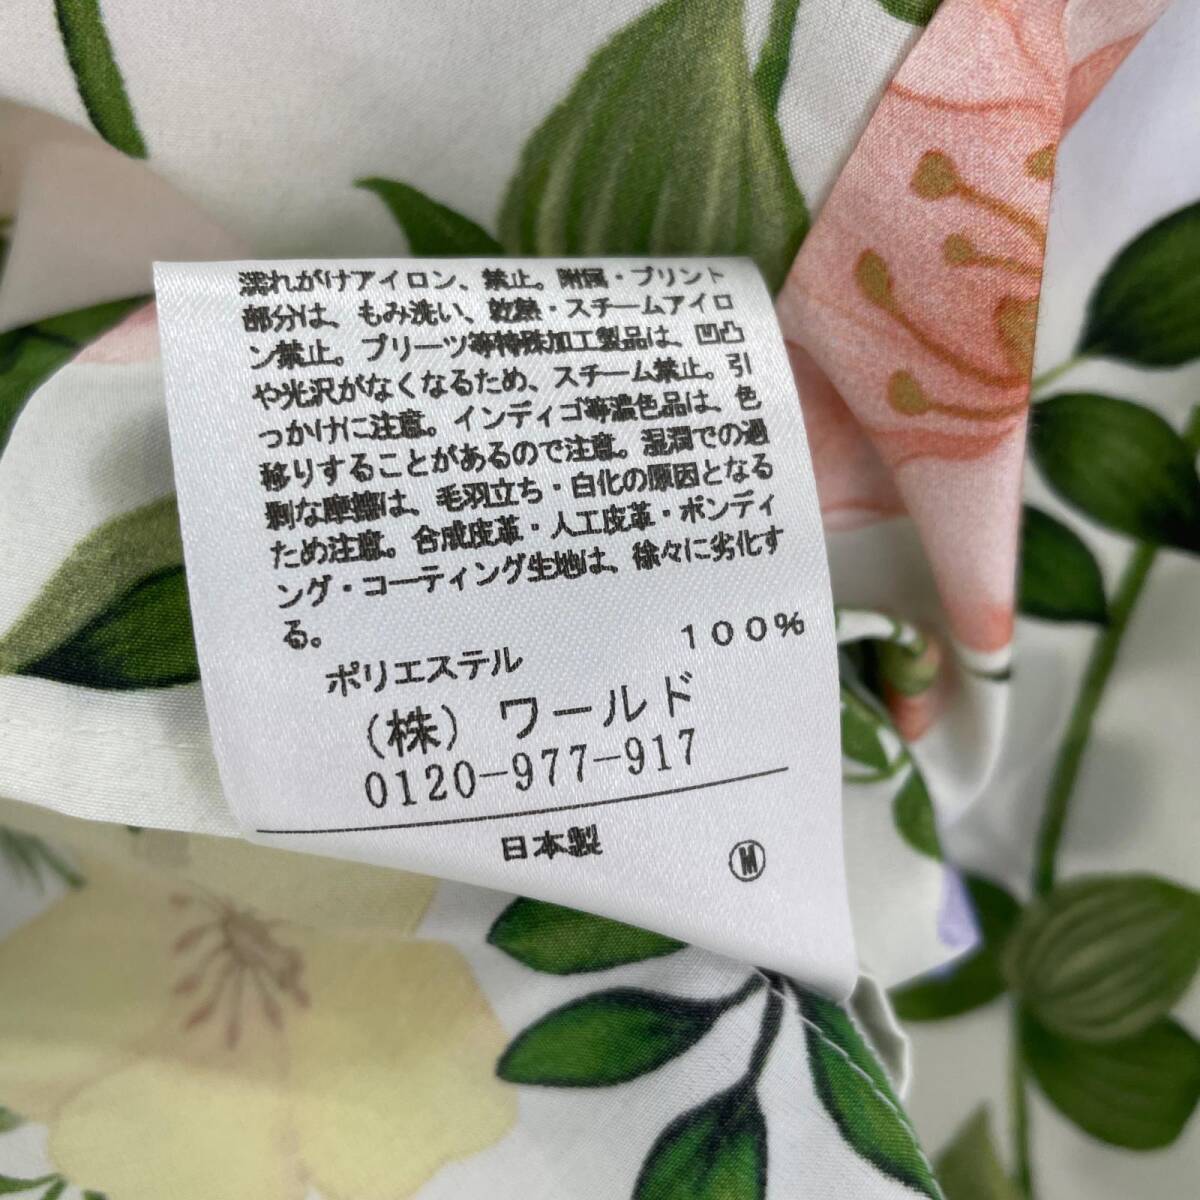 濡れがけアイロン、禁止。附属・プリント
部分は、もみ洗い、乾熱・スチームアイロ
ン禁止。プリーツ等特殊加工製品は、凹凸
や光沢がなくなるため、スチーム禁止。引
っかけに注意。インディゴ等濃色品は、色
移りすることがあるので注意。湿潤での過
剰な摩擦は、毛羽立ち・白化の原因となる
ため注意。合成皮革・人工皮革・ボンディ
ング・コーティング生地は、徐々に劣化す
る。
ポリエステル 100%
(株) ワールド
0120-977-917
日本製
Ⓜ